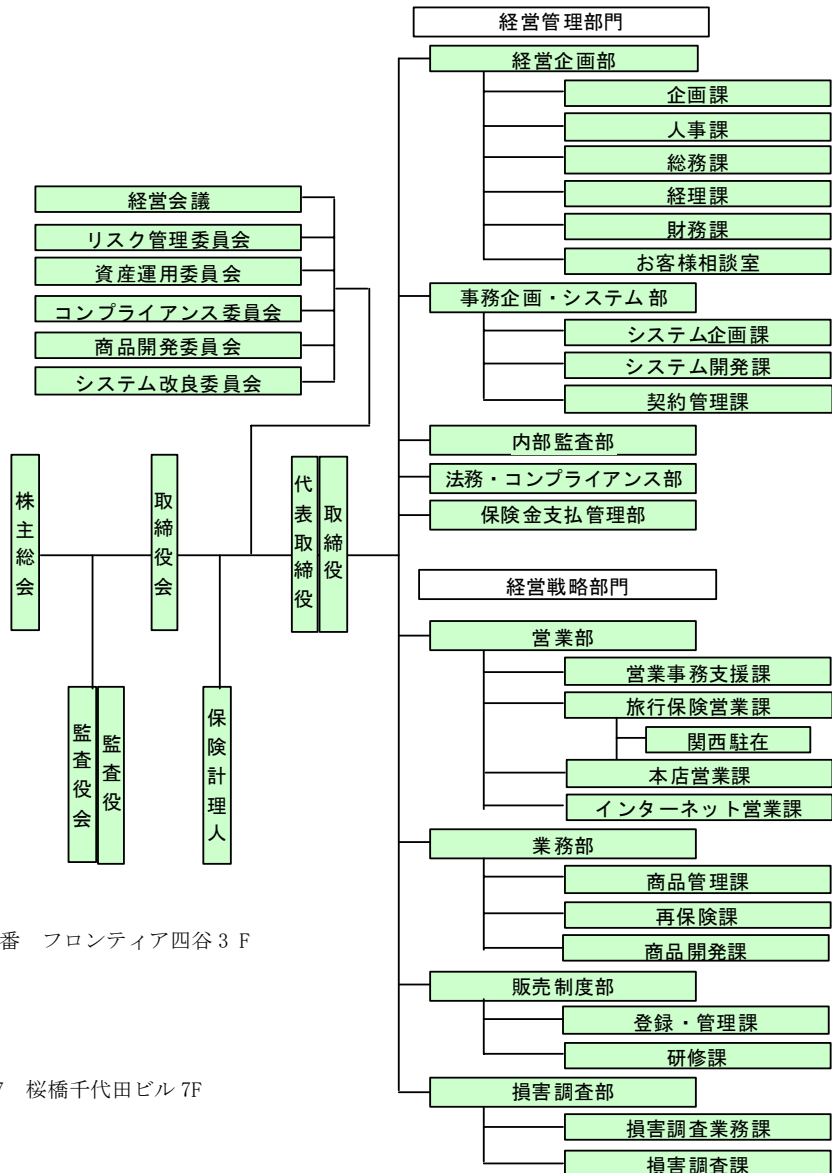 経営管理部門
経営企画部
企画課
人事課
総務課
経理課
財務課
お客様相談室
経営会議
リスク管理委員会
資産運用委員会
コンプライアンス委員会
商品開発委員会
システム改良委員会
事務企画・システム部
システム企画課
システム開発課
契約管理課
内部監査部
法務・コンプライアンス部
保険金支払管理部
株主総会
取締役会
代表取締役
取締役
監査役会
監査役
保険計理人
経営戦略部門
営業部
営業事務支援課
旅行保険営業課
関西駐在
本店営業課
インターネット営業課
業務部
商品管理課
再保険課
商品開発課
販売制度部
登録・管理課
研修課
損害調査部
損害調査業務課
損害調査課
番 フロンティア四谷3F
7 桜橋千代田ビル7F